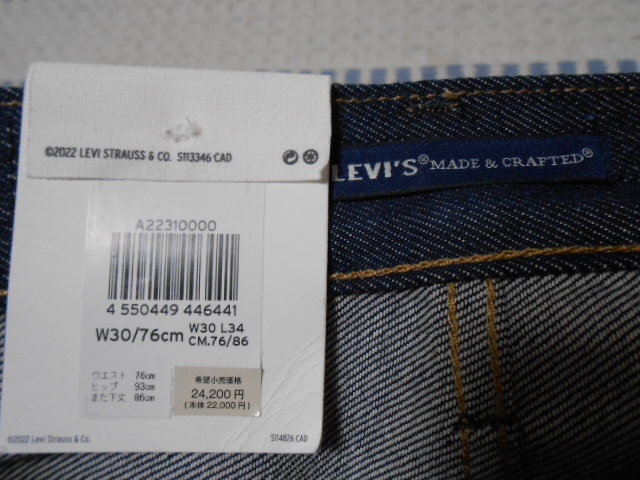 ©2022 LEVI STRAUSS & CO. S113346 CAD
LEVI'S® MADE & CRAFTED®
A22310000
4 550449 446441
W30/76cm
W30 L34
CM.76/86
ウエスト 76cm
ヒップ 93cm
また下丈 86cm
希望小売価格
24,200円
(本体 22,000円)
©2022 Levi Strauss & Co. S114826 CAD